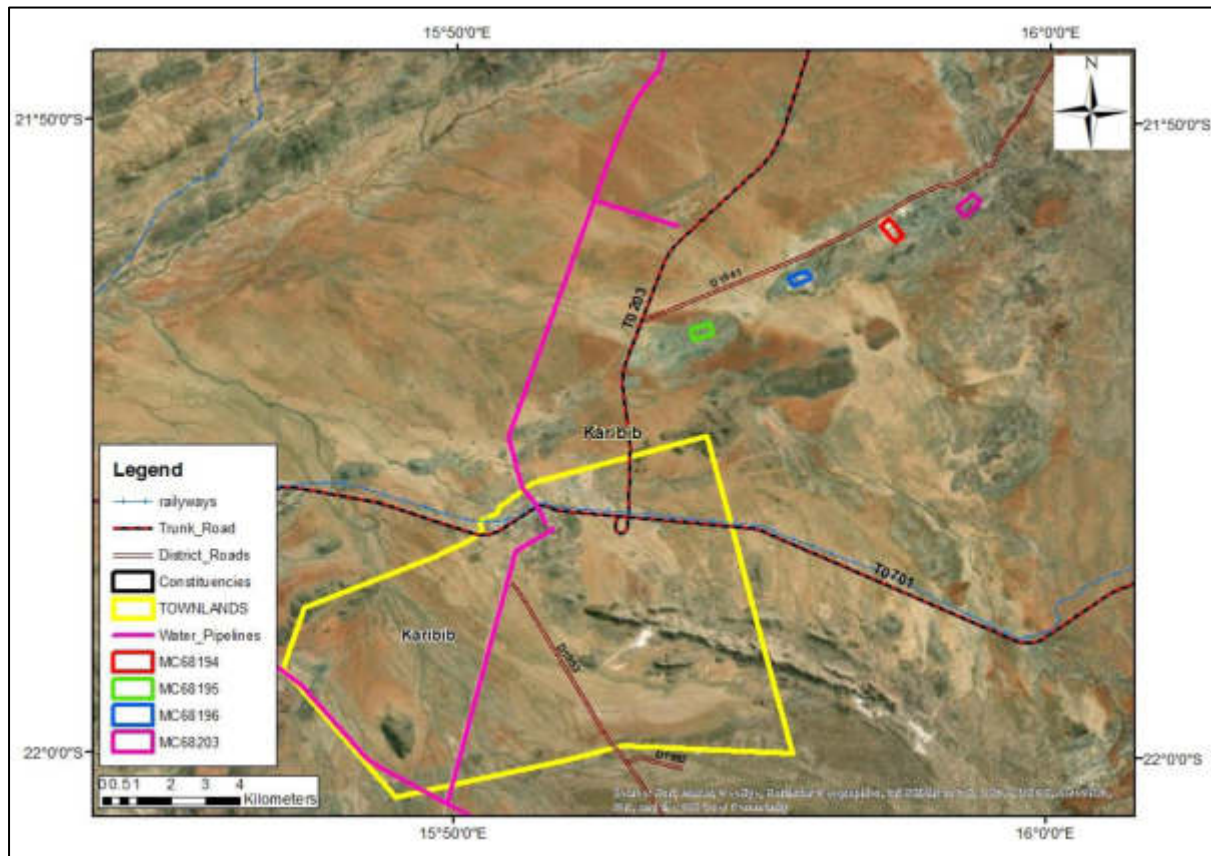 15°50'0"E
16°0'0"E
N
21°50'0"S
21°50'0"S
D1941
T0 203
Karibib
Legend
railyways
Trunk_Road
District_Roads
Constituencies
TOWNLANDS
Water_Pipelines
MC68194
MC68195
MC68196
MC68203
T0701
Karibib
D1952
22°0'0"S
22°0'0"S
0 0.5 1 2 3 4
Kilometers
15°50'0"E
16°0'0"E